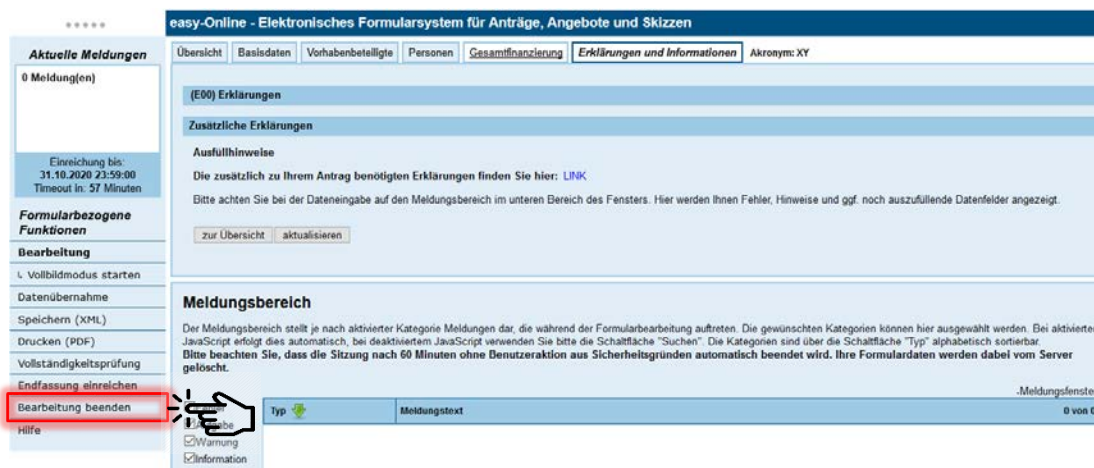 easy-Online - Elektronisches Formularsystem für Anträge, Angebote und Skizzen
Aktuelle Meldungen
0 Meldung(en)
Einreichung bis:
31.10.2020 23:59:00
Timeout in: 57 Minuten
Formularbezogene
Funktionen
Bearbeitung
Vollbildmodus starten
Datenübernahme
Speichern (XML)
Drucken (PDF)
Vollständigkeitsprüfung
Endfassung einreichen
Bearbeitung beenden
Hilfe
Übersicht Basisdaten Vorhabenbeteiligte Personen Gesamtfinanzierung Erklärungen und Informationen Akronym: XY
(E00) Erklärungen
Zusätzliche Erklärungen
Ausfüllhinweise
Die zusätzlich zu Ihrem Antrag benötigten Erklärungen finden Sie hier: LINK
Bitte achten Sie bei der Dateneingabe auf den Meldungsbereich im unteren Bereich des Fensters. Hier werden Ihnen Fehler, Hinweise und ggf. noch auszufüllende Datenfelder angezeigt.
zur Übersicht aktualisieren
Meldungsbereich
Der Meldungsbereich stellt je nach aktivierter Kategorie Meldungen dar, die während der Formularbearbeitung auftreten. Die gewünschten Kategorien können hier ausgewählt werden. Bei aktivierte
JavaScript erfolgt dies automatisch, bei deaktiviertem JavaScript verwenden Sie bitte die Schaltfläche "Suchen". Die Kategorien sind über die Schaltfläche "Typ" alphabetisch sortierbar.
Bitte beachten Sie, dass die Sitzung nach 60 Minuten ohne Benutzeraktion aus Sicherheitsgründen automatisch beendet wird. Ihre Formulardaten werden dabei vom Server
gelöscht.
-Meldungsfenste
Typ Meldungstext 0 von 0
Warnung
Information